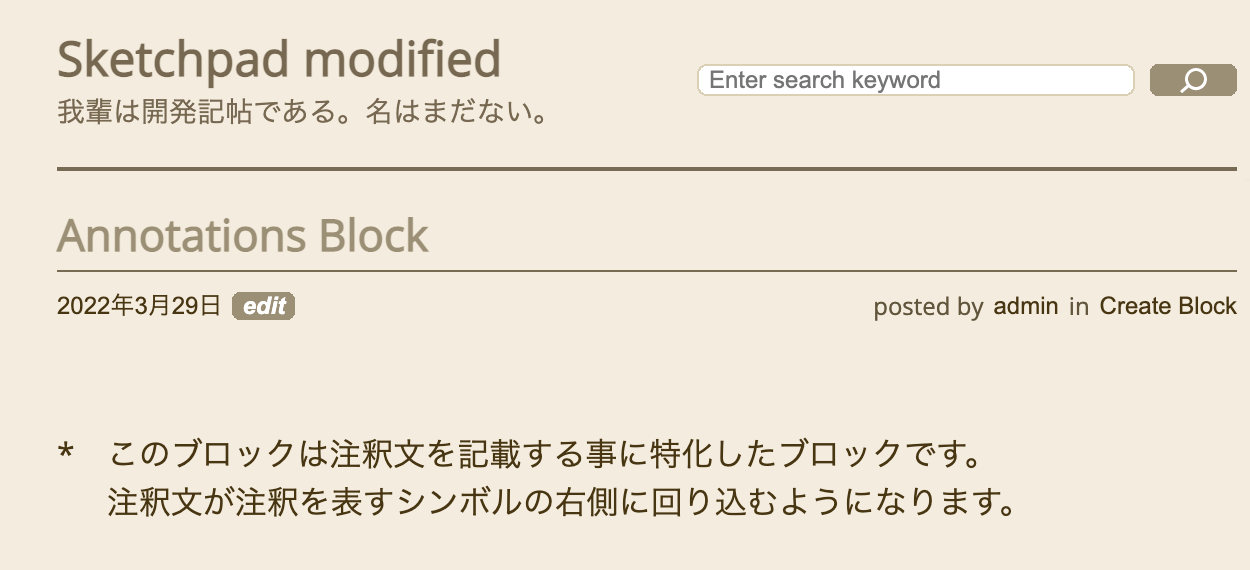 Sketchpad modified
我輩は開発記帖である。名はまだない。
Enter search keyword
Annotations Block
2022年3月29日 edit posted by admin in Create Block
* このブロックは注釈文を記載する事に特化したブロックです。
注釈文が注釈を表すシンボルの右側に回り込むようになります。